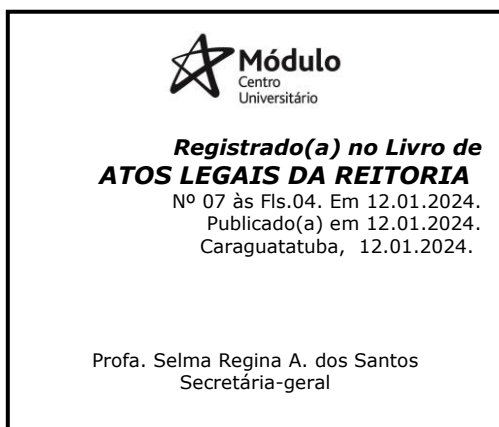 Módulo
Centro
Universitário
Registrado(a) no Livro de
ATOS LEGAIS DA REITORIA
Nº 07 às Fls.04. Em 12.01.2024.
Publicado(a) em 12.01.2024.
Caraguatatuba, 12.01.2024.
Profa. Selma Regina A. dos Santos
Secretária-geral